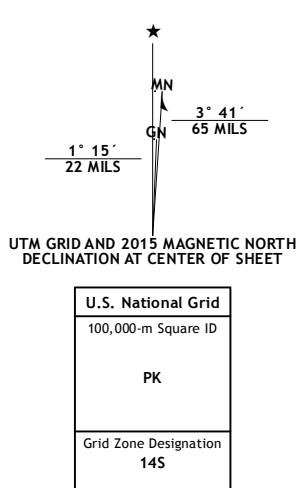 ★
MN
3° 41´
GN
65 MILS
1° 15´
22 MILS
UTM GRID AND 2015 MAGNETIC NORTH
DECLINATION AT CENTER OF SHEET
U.S. National Grid
100,000-m Square ID
PK
Grid Zone Designation
14S